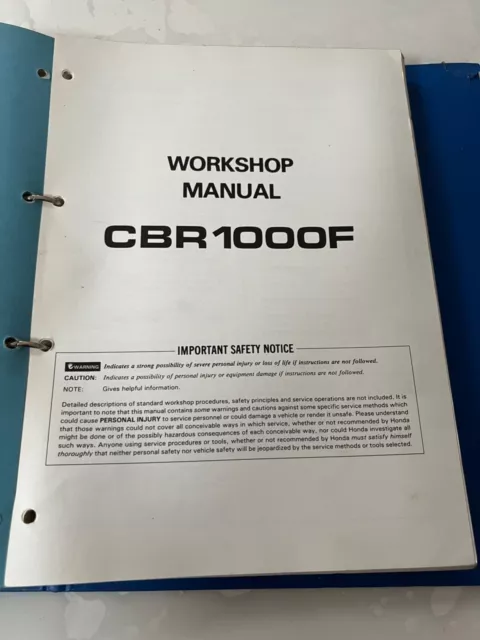 WORKSHOP
MANUAL
CBR1000F
IMPORTANT SAFETY NOTICE
WARNING Indicates a strong possibility of severe personal injury or loss of life if instructions are not followed.
CAUTION: Indicates a possibility of personal injury or equipment damage if instructions are not followed.
NOTE: Gives helpful information.
Detailed descriptions of standard workshop procedures, safety principles and service operations are not included. It is
important to note that this manual contains some warnings and cautions against some specific service methods which
could cause PERSONAL INJURY to service personnel or could damage a vehicle or render it unsafe. Please understand
that those warnings could not cover all conceivable ways in which service, whether or not recommended by Honda
might be done or of the possibly hazardous consequences of each conceivable way, nor could Honda investigate all
such ways. Anyone using service procedures or tools, whether or not recommended by Honda must satisfy himself
thoroughly that neither personal safety nor vehicle safety will be jeopardized by the service methods or tools selected.